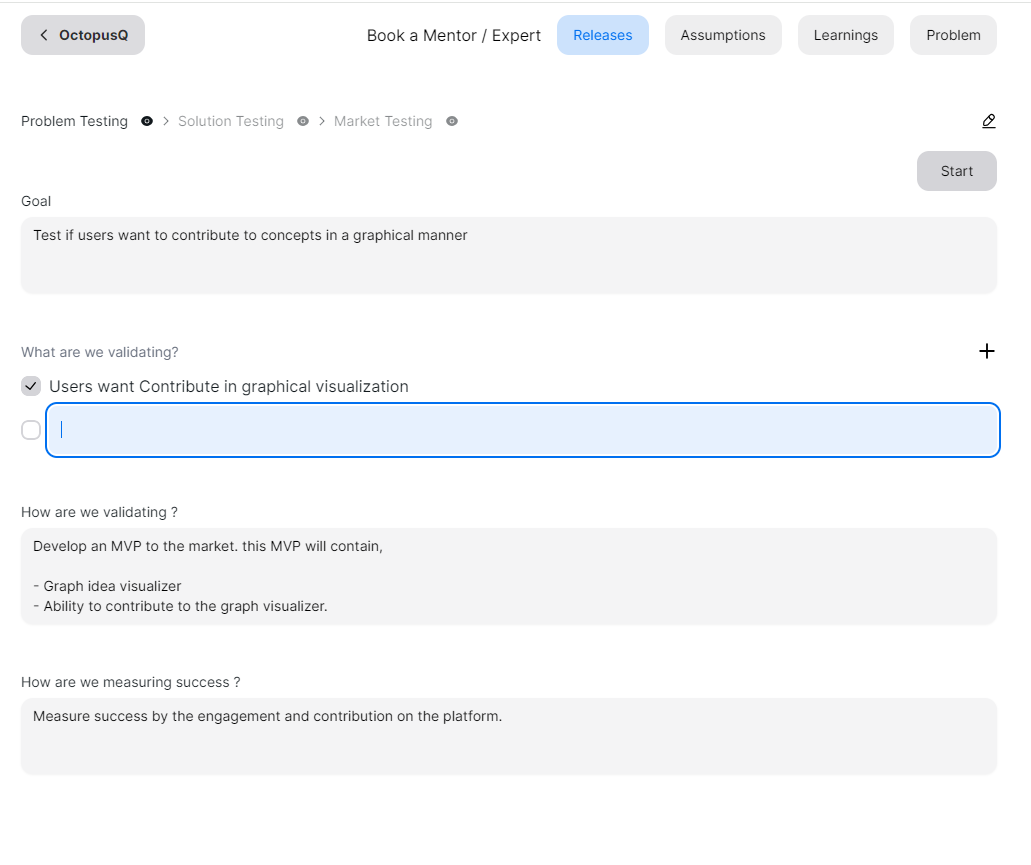 OctopusQ
Book a Mentor / Expert
Releases
Assumptions
Learnings
Problem
Problem Testing > Solution Testing > Market Testing
Start
Goal
Test if users want to contribute to concepts in a graphical manner
What are we validating?
Users want Contribute in graphical visualization
How are we validating ?
Develop an MVP to the market. this MVP will contain,
- Graph idea visualizer
- Ability to contribute to the graph visualizer.
How are we measuring success ?
Measure success by the engagement and contribution on the platform.